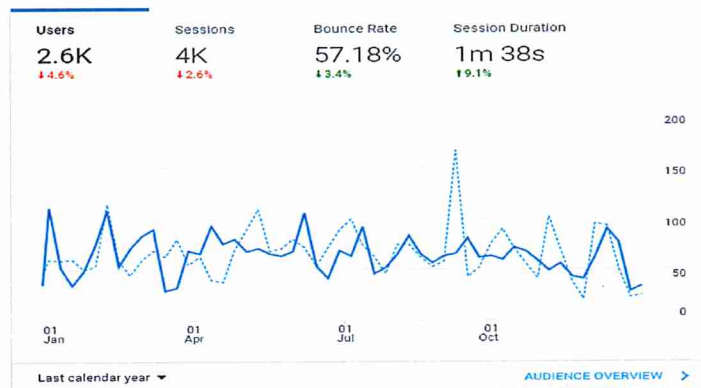 Users Sessions Bounce Rate Session Duration
2.6K 4K 57.18% 1m 38s
↓4.6% ↓2.6% ↓3.4% ↑9.1%
200
150
100
50
0
01 01 01 01
Jan Apr Jul Oct
Last calendar year AUDIENCE OVERVIEW